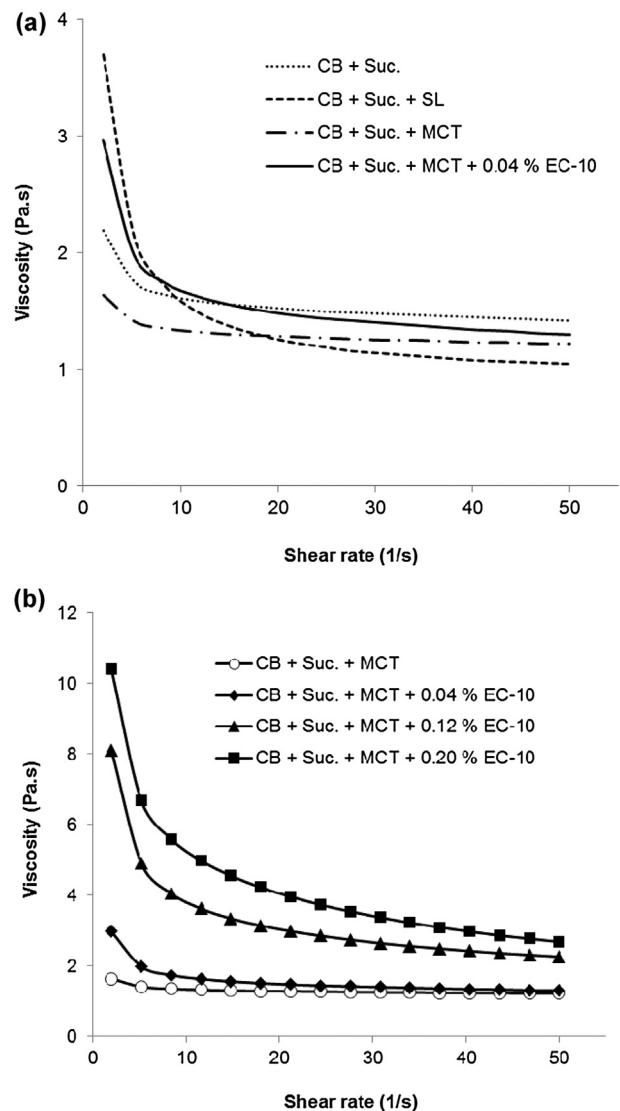 (a)
4
3
2
1
0
0 10 20 30 40 50
Viscosity (Pa.s)
Shear rate (1/s)
CB + Suc.
CB + Suc. + SL
CB + Suc. + MCT
CB + Suc. + MCT + 0.04 % EC-10
(b)
12
10
8
6
4
2
0
0 10 20 30 40 50
Viscosity (Pa.s)
Shear rate (1/s)
CB + Suc. + MCT
CB + Suc. + MCT + 0.04 % EC-10
CB + Suc. + MCT + 0.12 % EC-10
CB + Suc. + MCT + 0.20 % EC-10